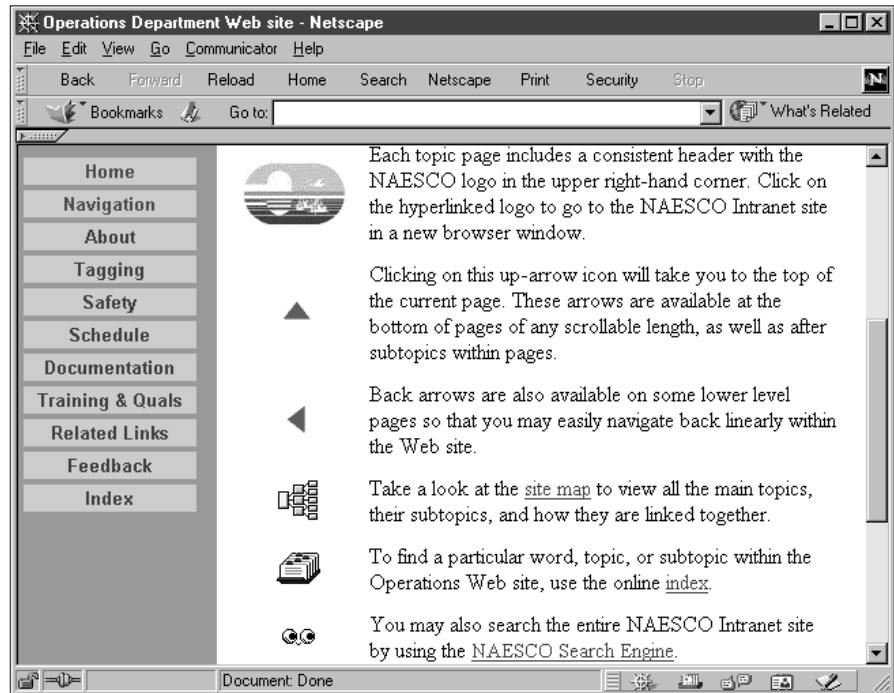 Operations Department Web site - Netscape
File Edit View Go Communicator Help
Back Forward Reload Home Search Netscape Print Security Stop
N
Bookmarks Go to: What's Related
Home
Navigation
About
Tagging
Safety
Schedule
Documentation
Training & Quals
Related Links
Feedback
Index
Each topic page includes a consistent header with the
NAESCO logo in the upper right-hand corner. Click on
the hyperlinked logo to go to the NAESCO Intranet site
in a new browser window.
Clicking on this up-arrow icon will take you to the top of
the current page. These arrows are available at the
bottom of pages of any scrollable length, as well as after
subtopics within pages.
Back arrows are also available on some lower level
pages so that you may easily navigate back linearly within
the Web site.
Take a look at the site map to view all the main topics,
their subtopics, and how they are linked together.
To find a particular word, topic, or subtopic within the
Operations Web site, use the online index.
You may also search the entire NAESCO Intranet site
by using the NAESCO Search Engine.
Document: Done